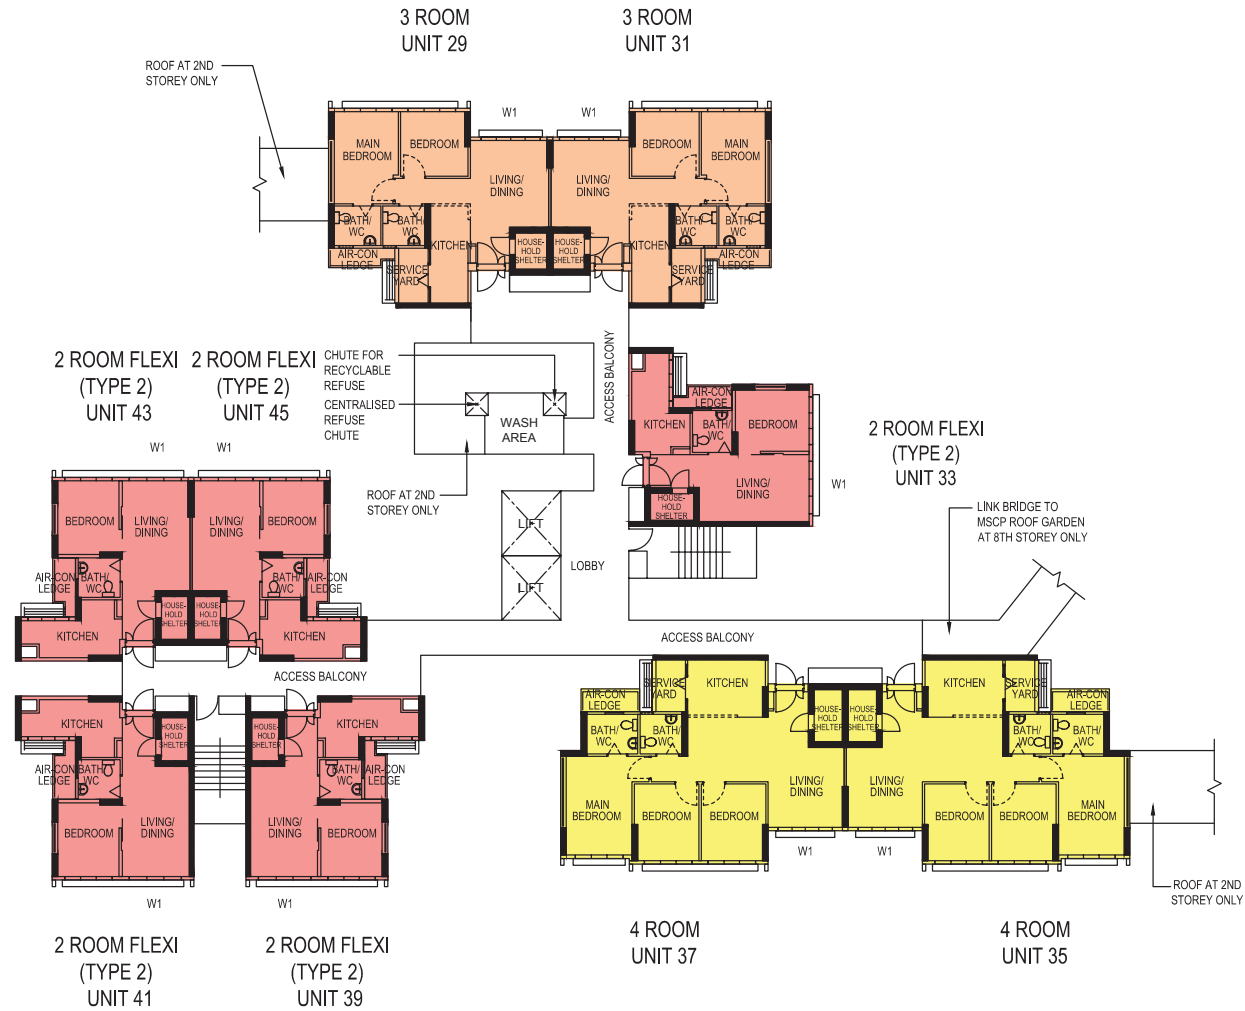 3 ROOM
UNIT 29
3 ROOM
UNIT 31
ROOF AT 2ND
STOREY ONLY
W1
W1
MAIN
BEDROOM
BEDROOM
LIVING/
DINING
LIVING/
DINING
BEDROOM
MAIN
BEDROOM
BATH/
WC
BATH/
WC
KITCHEN
HOUSE-
HOLD
SHELTER
HOUSE-
HOLD
SHELTER
KITCHEN
BATH/
WC
BATH/
WC
AIR-CON
LEDGE
SERVICE
YARD
SERVICE
YARD
AIR-CON
LEDGE
2 ROOM FLEXI
(TYPE 2)
UNIT 43
2 ROOM FLEXI
(TYPE 2)
UNIT 45
CHUTE FOR
RECYCLABLE
REFUSE
CENTRALISED
REFUSE
CHUTE
WASH
AREA
ACCESS BALCONY
AIR-CON
LEDGE
KITCHEN
BATH/
WC
BEDROOM
LIVING/
DINING
HOUSE-
HOLD
SHELTER
W1
2 ROOM FLEXI
(TYPE 2)
UNIT 33
W1
W1
ROOF AT 2ND
STOREY ONLY
LINK BRIDGE TO
MSCP ROOF GARDEN
AT 8TH STOREY ONLY
BEDROOM
LIVING/
DINING
LIVING/
DINING
BEDROOM
LIFT
LOBBY
LIFT
AIR-CON
LEDGE
BATH/
WC
BATH/
WC
AIR-CON
LEDGE
KITCHEN
HOUSE-
HOLD
SHELTER
HOUSE-
HOLD
SHELTER
KITCHEN
ACCESS BALCONY
ACCESS BALCONY
KITCHEN
HOUSE-
HOLD
SHELTER
HOUSE-
HOLD
SHELTER
KITCHEN
AIR-CON
LEDGE
BATH/
WC
BATH/
WC
AIR-CON
LEDGE
BEDROOM
LIVING/
DINING
LIVING/
DINING
BEDROOM
W1
W1
SERVICE
YARD
KITCHEN
KITCHEN
SERVICE
YARD
AIR-CON
LEDGE
AIR-CON
LEDGE
BATH/
WC
BATH/
WC
HOUSE-
HOLD
SHELTER
HOUSE-
HOLD
SHELTER
BATH/
WC
BATH/
WC
MAIN
BEDROOM
BEDROOM
BEDROOM
LIVING/
DINING
LIVING/
DINING
BEDROOM
BEDROOM
MAIN
BEDROOM
W1
W1
ROOF AT 2ND
STOREY ONLY
2 ROOM FLEXI
(TYPE 2)
UNIT 41
2 ROOM FLEXI
(TYPE 2)
UNIT 39
4 ROOM
UNIT 37
4 ROOM
UNIT 35